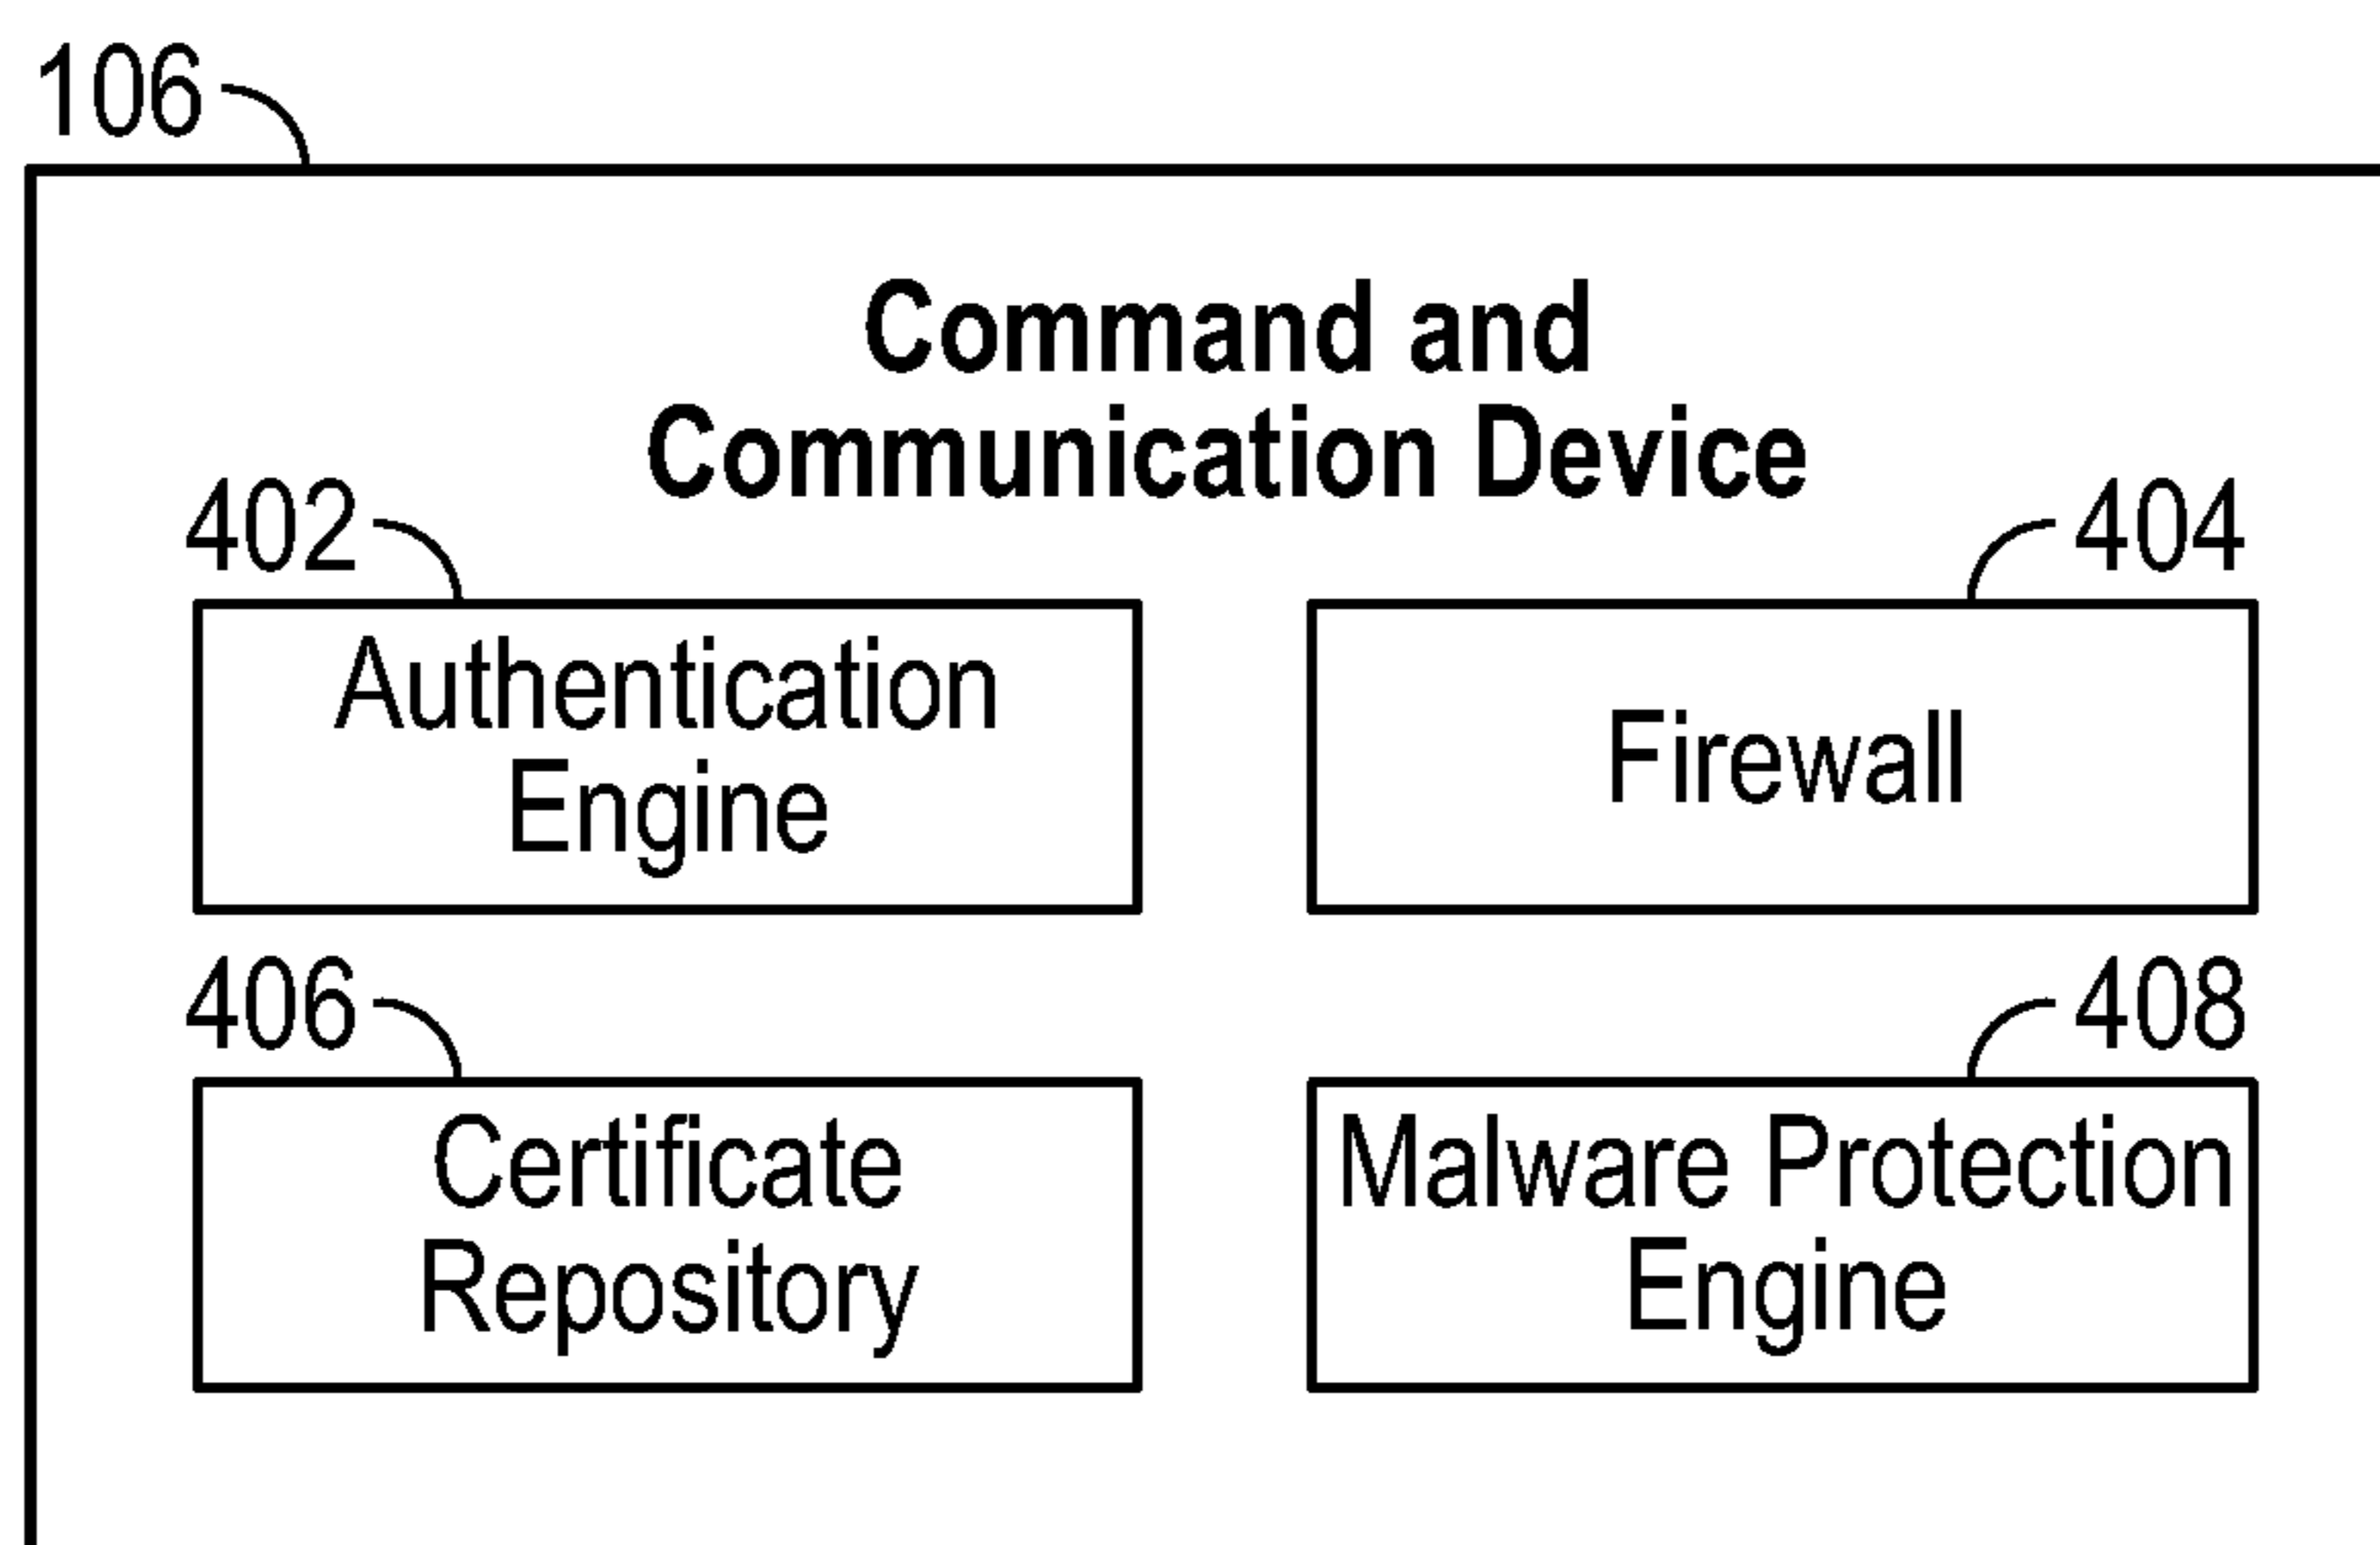 106
Command and
Communication Device
402
404
Authentication
Engine
Firewall
406
408
Certificate
Repository
Malware Protection
Engine